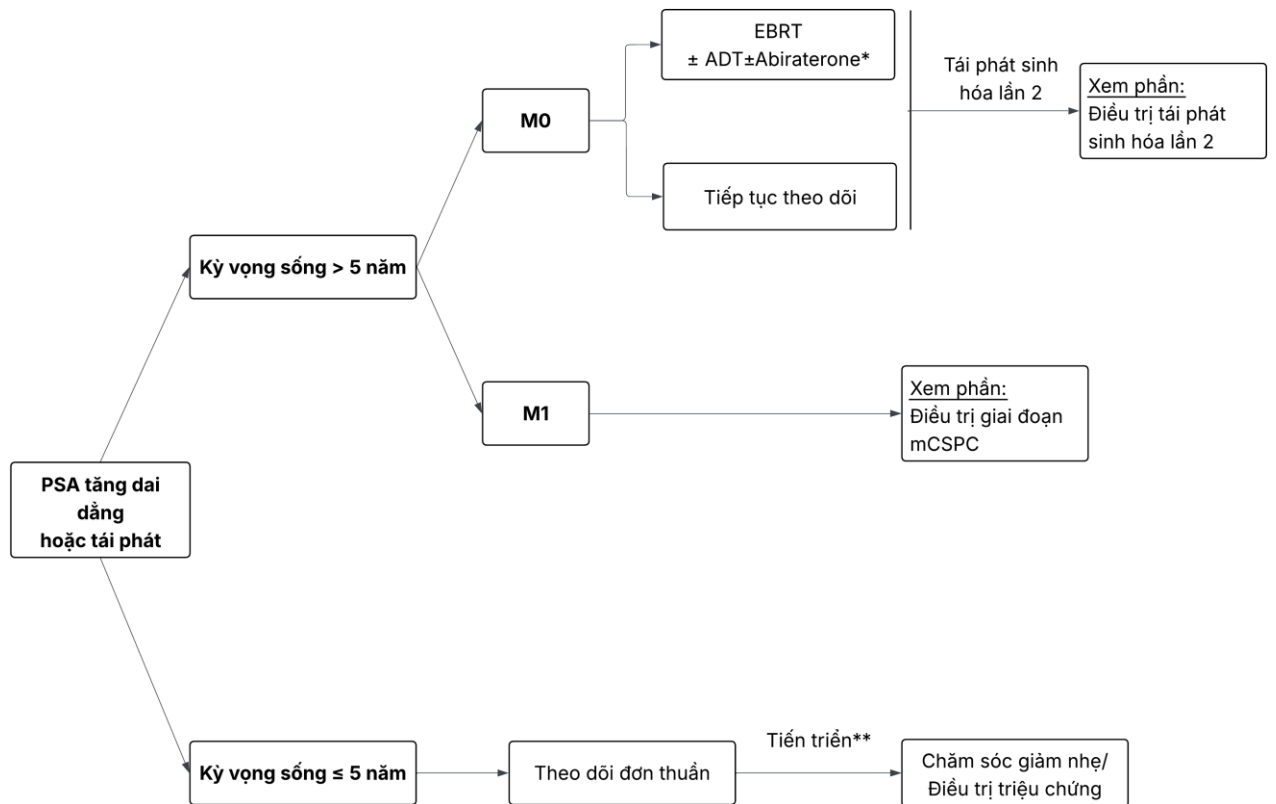 EBRT
± ADT±Abiraterone*
Tái phát sinh
hóa lần 2
Xem phần:
Điều trị tái phát
sinh hóa lần 2
M0
Tiếp tục theo dõi
Kỳ vọng sống > 5 năm
M1
Xem phần:
Điều trị giai đoạn
mCSPC
PSA tăng dai
dẳng
hoặc tái phát
Kỳ vọng sống ≤ 5 năm
Theo dõi đơn thuần
Tiến triển**
Chăm sóc giảm nhẹ/
Điều trị triệu chứng